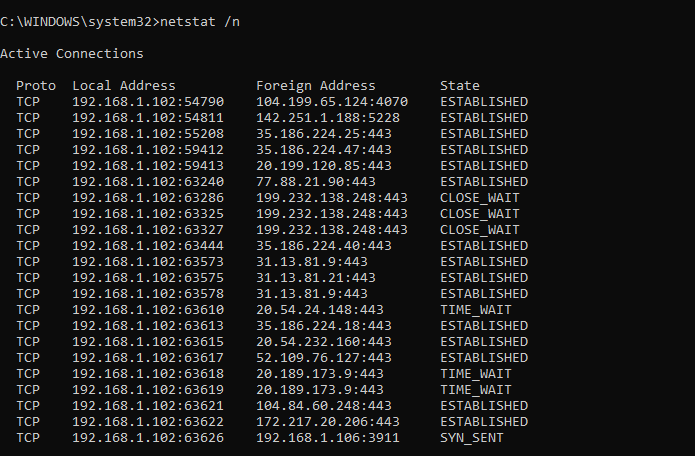 C:\WINDOWS\system32>netstat /n
Active Connections
Proto Local Address Foreign Address State
TCP 192.168.1.102:54790 104.199.65.124:4070 ESTABLISHED
TCP 192.168.1.102:54811 142.251.1.188:5228 ESTABLISHED
TCP 192.168.1.102:55208 35.186.224.25:443 ESTABLISHED
TCP 192.168.1.102:59412 35.186.224.47:443 ESTABLISHED
TCP 192.168.1.102:59413 20.199.120.85:443 ESTABLISHED
TCP 192.168.1.102:63240 77.88.21.90:443 ESTABLISHED
TCP 192.168.1.102:63286 199.232.138.248:443 CLOSE_WAIT
TCP 192.168.1.102:63325 199.232.138.248:443 CLOSE_WAIT
TCP 192.168.1.102:63327 199.232.138.248:443 CLOSE_WAIT
TCP 192.168.1.102:63444 35.186.224.40:443 ESTABLISHED
TCP 192.168.1.102:63573 31.13.81.9:443 ESTABLISHED
TCP 192.168.1.102:63575 31.13.81.21:443 ESTABLISHED
TCP 192.168.1.102:63578 31.13.81.9:443 ESTABLISHED
TCP 192.168.1.102:63610 20.54.24.148:443 TIME_WAIT
TCP 192.168.1.102:63613 35.186.224.18:443 ESTABLISHED
TCP 192.168.1.102:63615 20.54.232.160:443 ESTABLISHED
TCP 192.168.1.102:63617 52.109.76.127:443 ESTABLISHED
TCP 192.168.1.102:63618 20.189.173.9:443 TIME_WAIT
TCP 192.168.1.102:63619 20.189.173.9:443 TIME_WAIT
TCP 192.168.1.102:63621 104.84.60.248:443 ESTABLISHED
TCP 192.168.1.102:63622 172.217.20.206:443 ESTABLISHED
TCP 192.168.1.102:63626 192.168.1.106:3911 SYN_SENT